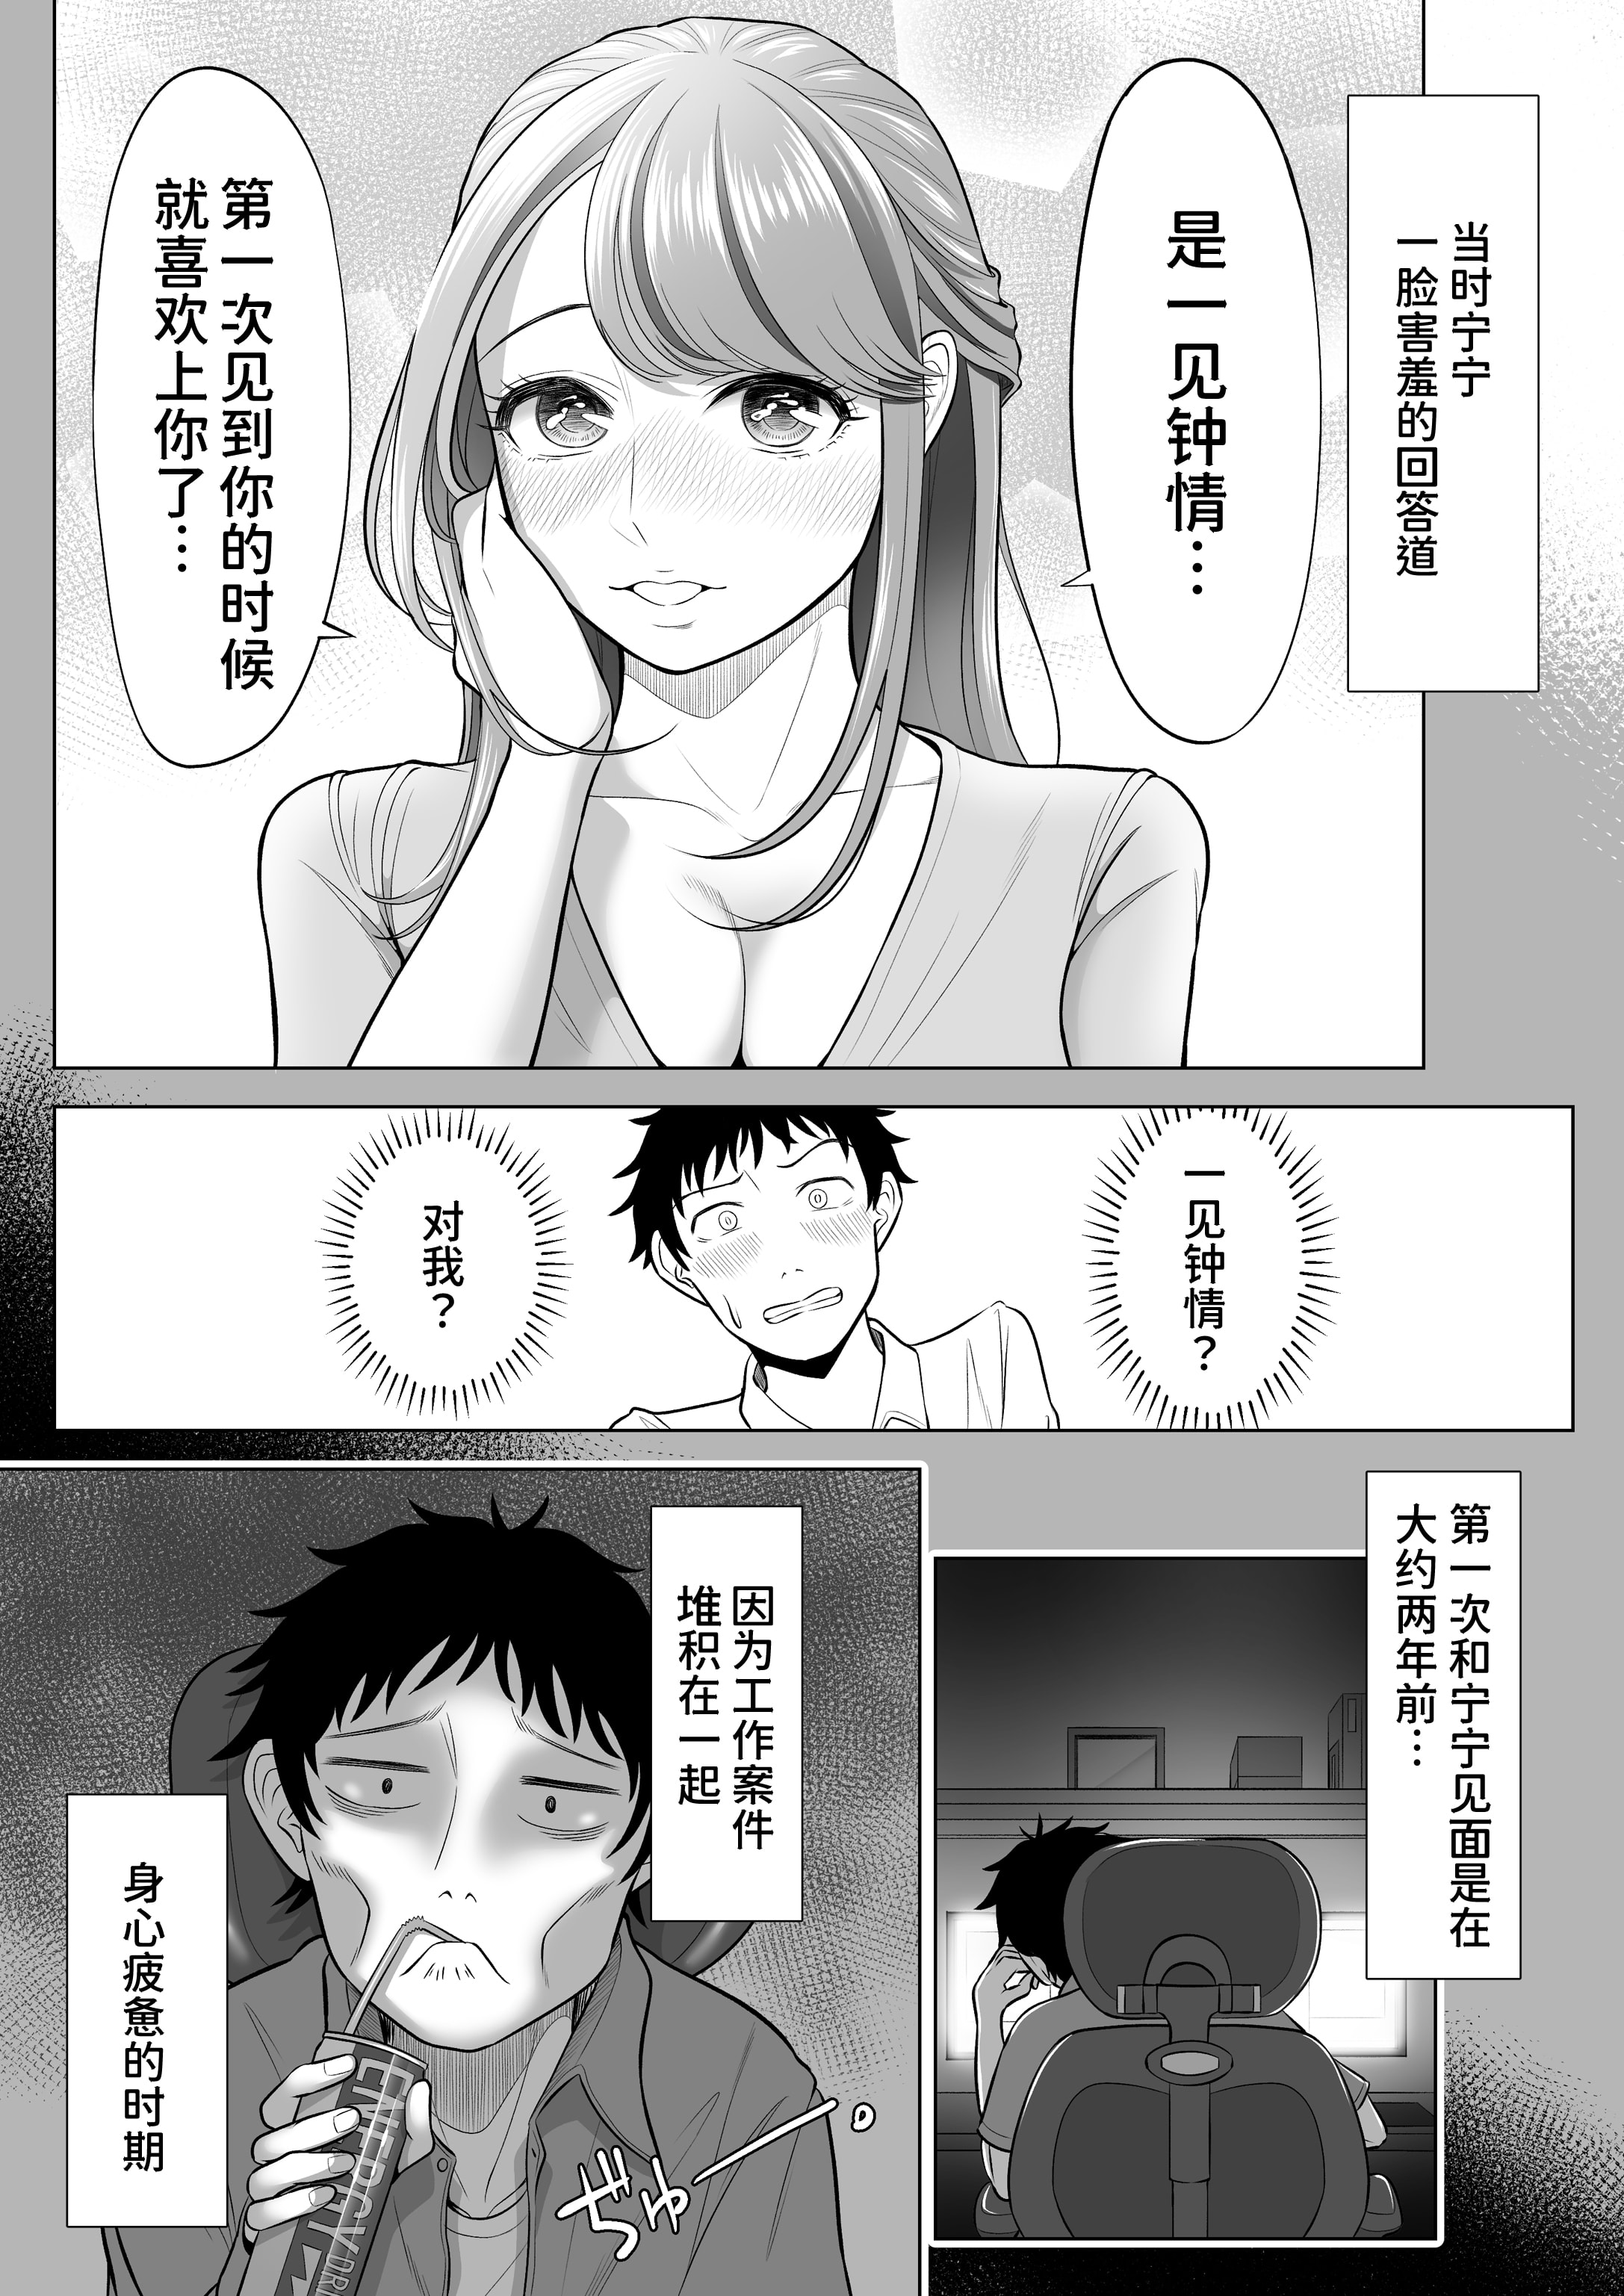 当时宁宁
一脸害羞的回答道
是一见钟情…
第一次见到你的时候
就喜欢上你了…
一见钟情？
对我？
第一次和宁宁见面是在
大约两年前…
因为工作案件
堆积在一起
身心疲惫的时期
ENERGY DRI
ぢゅー。